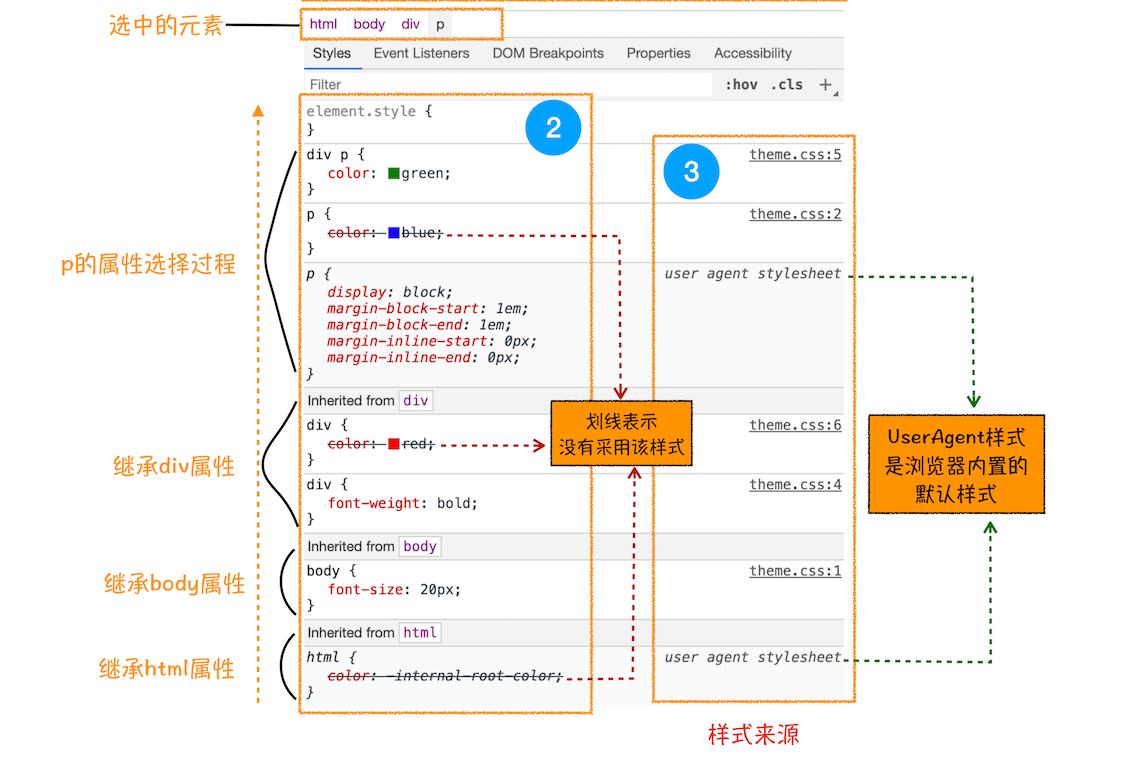 选中的元素
html body div p
Styles Event Listeners DOM Breakpoints Properties Accessibility
Filter :hov .cls +
element.style {
}
2
3
div p { theme.css:5
color: green;
}
p { theme.css:2
color: blue;
}
p的属性选择过程
p { user agent stylesheet
display: block;
margin-block-start: 1em;
margin-block-end: 1em;
margin-inline-start: 0px;
margin-inline-end: 0px;
}
Inherited from div
div { theme.css:6
color: red;
}
划线表示
没有采用该样式
UserAgent样式
是浏览器内置的
默认样式
继承div属性
div { theme.css:4
font-weight: bold;
}
Inherited from body
body { theme.css:1
font-size: 20px;
}
继承body属性
Inherited from html
html { user agent stylesheet
color: -internal-root-color;
}
继承html属性
样式来源